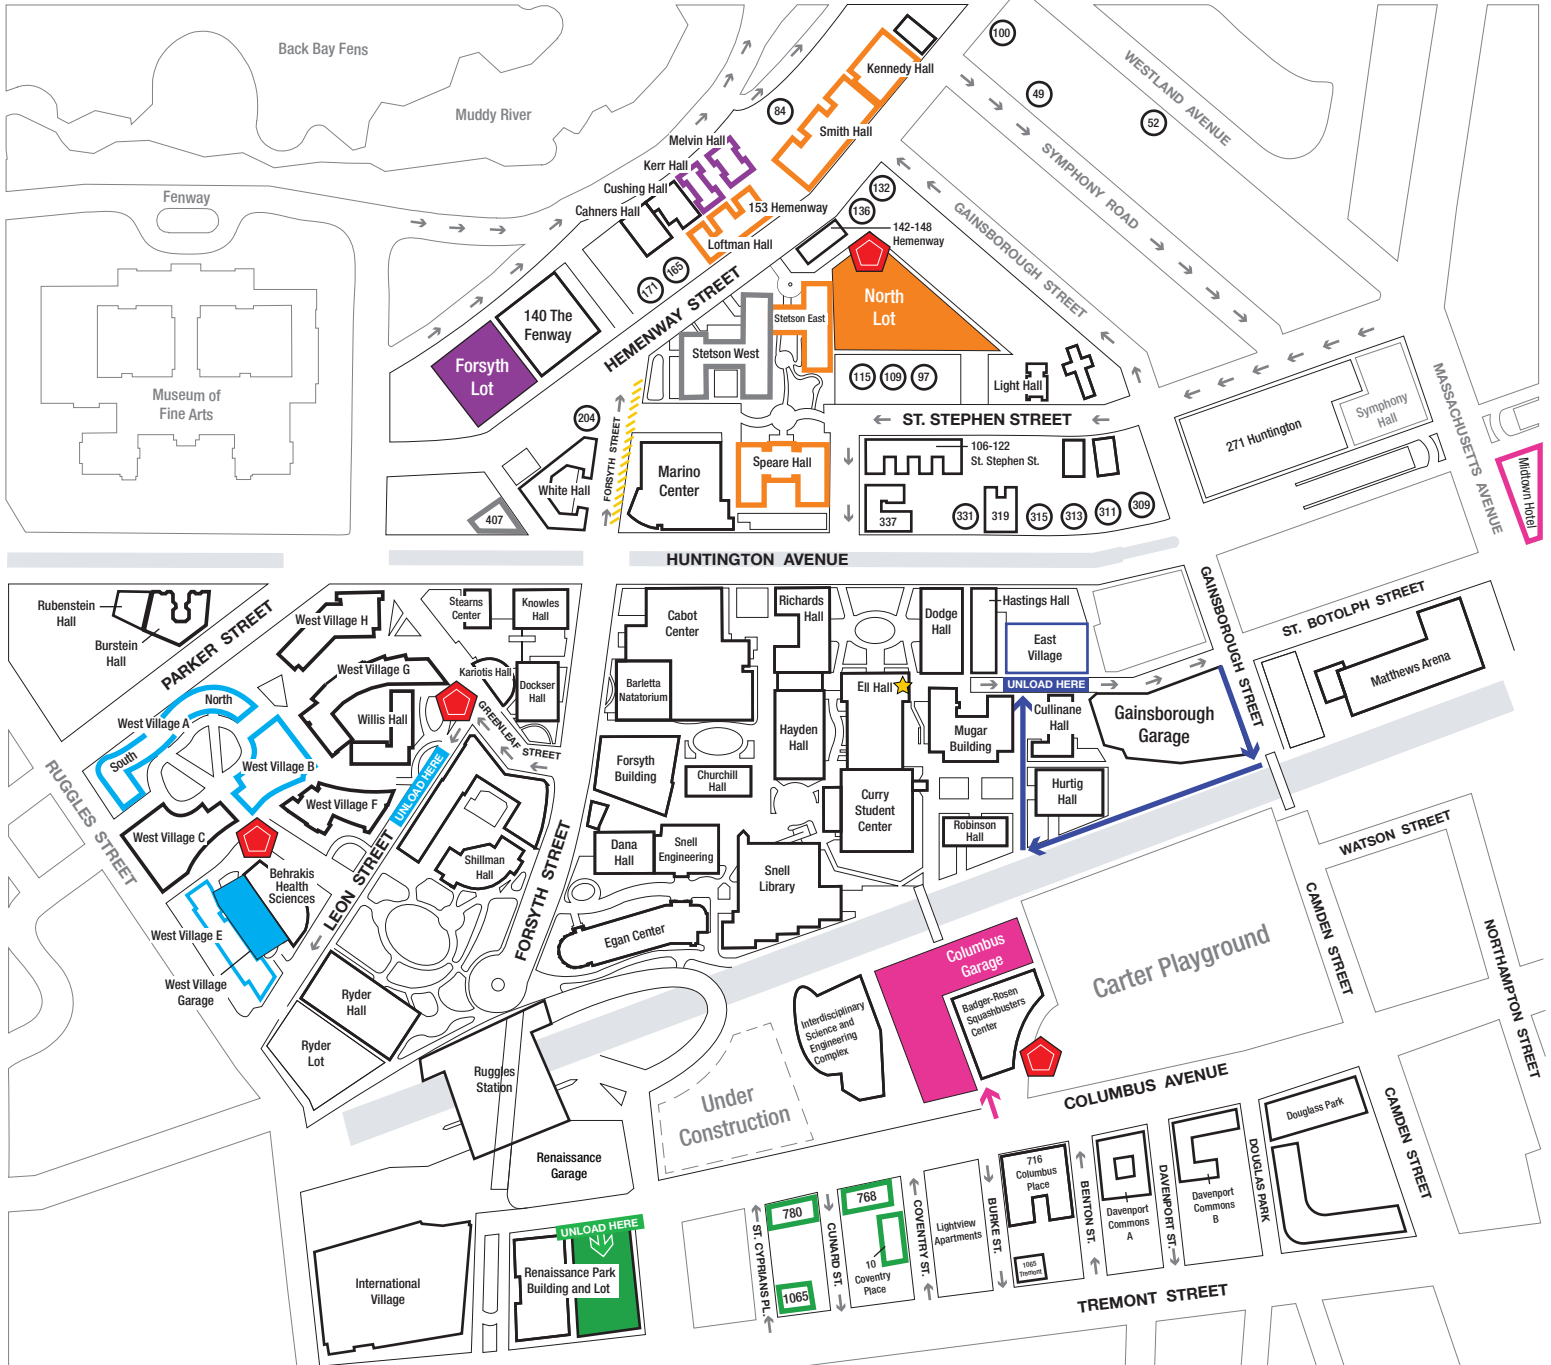 Back Bay Fens
Muddy River
Fenway
Museum of
Fine Arts
100
49
52
84
WESTLAND AVENUE
SYMPHONY ROAD
GAINSBOROUGH STREET
MASSACHUSETTS AVENUE
Kennedy Hall
Smith Hall
Melvin Hall
Kerr Hall
Cushing Hall
Cahners Hall
153 Hemenway
Loftman Hall
132
136
142-148
Hemenway
165
171
140 The
Fenway
Forsyth
Lot
HEMENWAY STREET
North
Lot
Stetson East
Stetson West
115
109
97
Light Hall
ST. STEPHEN STREET
271 Huntington
Symphony
Hall
Midtown Hotel
204
FORSYTH STREET
White Hall
407
Marino
Center
Speare Hall
106-122
St. Stephen St.
337
331
319
315
313
311
309
HUNTINGTON AVENUE
Rubenstein
Hall
Burstein
Hall
PARKER STREET
West Village H
West Village G
Stearns
Center
Knowles
Hall
Kariotis Hall
Dockser
Hall
Willis Hall
GREENLEAF STREET
North
West Village A
South
West Village B
UNLOAD HERE
West Village F
West Village C
RUGGLES STREET
Behrakis
Health
Sciences
West Village E
West Village
Garage
LEON STREET
Shillman
Hall
FORSYTH STREET
Ryder
Hall
Ryder
Lot
Ruggles
Station
Cabot
Center
Barletta
Natatorium
Richards
Hall
Forsyth
Building
Churchill
Hall
Hayden
Hall
Ell Hall
Dodge
Hall
Hastings Hall
East
Village
UNLOAD HERE
Mugar
Building
Cullinane
Hall
Gainsborough
Garage
GAINSBOROUGH STREET
ST. BOTOLPH STREET
Matthews Arena
Curry
Student
Center
Hurtig
Hall
Robinson
Hall
Dana
Hall
Snell
Engineering
Snell
Library
Egan Center
WATSON STREET
CAMDEN STREET
NORTHAMPTON STREET
Columbus
Garage
Carter Playground
Interdisciplinary
Science and
Engineering
Complex
Badger-Rosen
Squashbusters
Center
Under
Construction
COLUMBUS AVENUE
Renaissance
Garage
International
Village
UNLOAD HERE
Renaissance Park
Building and Lot
ST. CYPRIANS PL.
780
1065
CUNARD ST.
768
10
Coventry
Place
COVENTRY ST.
Lightview
Apartments
BURKE ST.
716
Columbus
Place
1065
Tremont
BENTON ST.
Davenport
Commons
A
DAVENPORT ST.
Davenport
Commons
B
DOUGLAS PARK
Douglass Park
CAMDEN STREET
TREMONT STREET